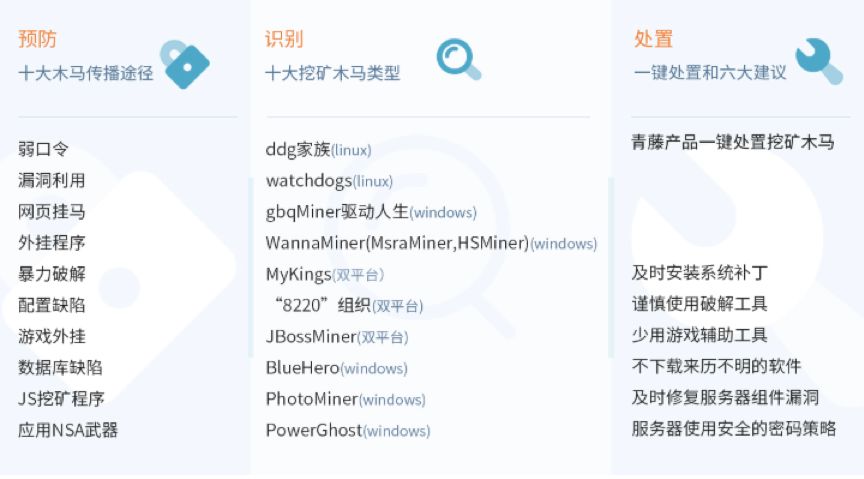 预防
十大木马传播途径
弱口令
漏洞利用
网页挂马
外挂程序
暴力破解
配置缺陷
游戏外挂
数据库缺陷
JS挖矿程序
应用NSA武器
识别
十大挖矿木马类型
ddg家族(linux)
watchdogs(linux)
gbqMiner驱动人生(windows)
WannaMiner(MsraMiner,HSMiner)(windows)
MyKings(双平台）
“8220”组织(双平台)
JBossMiner(双平台)
BlueHero(windows)
PhotoMiner(windows)
PowerGhost(windows)
处置
一键处置和六大建议
青藤产品一键处置挖矿木马
及时安装系统补丁
谨慎使用破解工具
少用游戏辅助工具
不下载来历不明的软件
及时修复服务器组件漏洞
服务器使用安全的密码策略